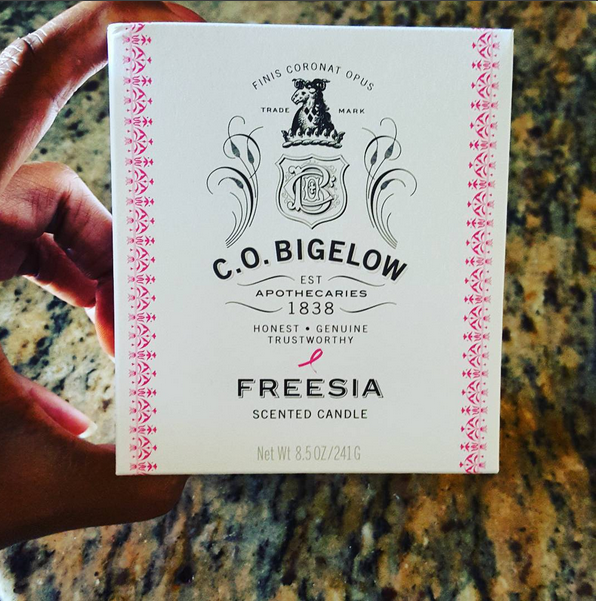 FINIS CORONAT OPUS
TRADE MARK
COB
C.O. BIGELOW
EST
APOTHECARIES
1838
HONEST • GENUINE
TRUSTWORTHY
FREESIA
SCENTED CANDLE
Net Wt 8.5 OZ/241 G